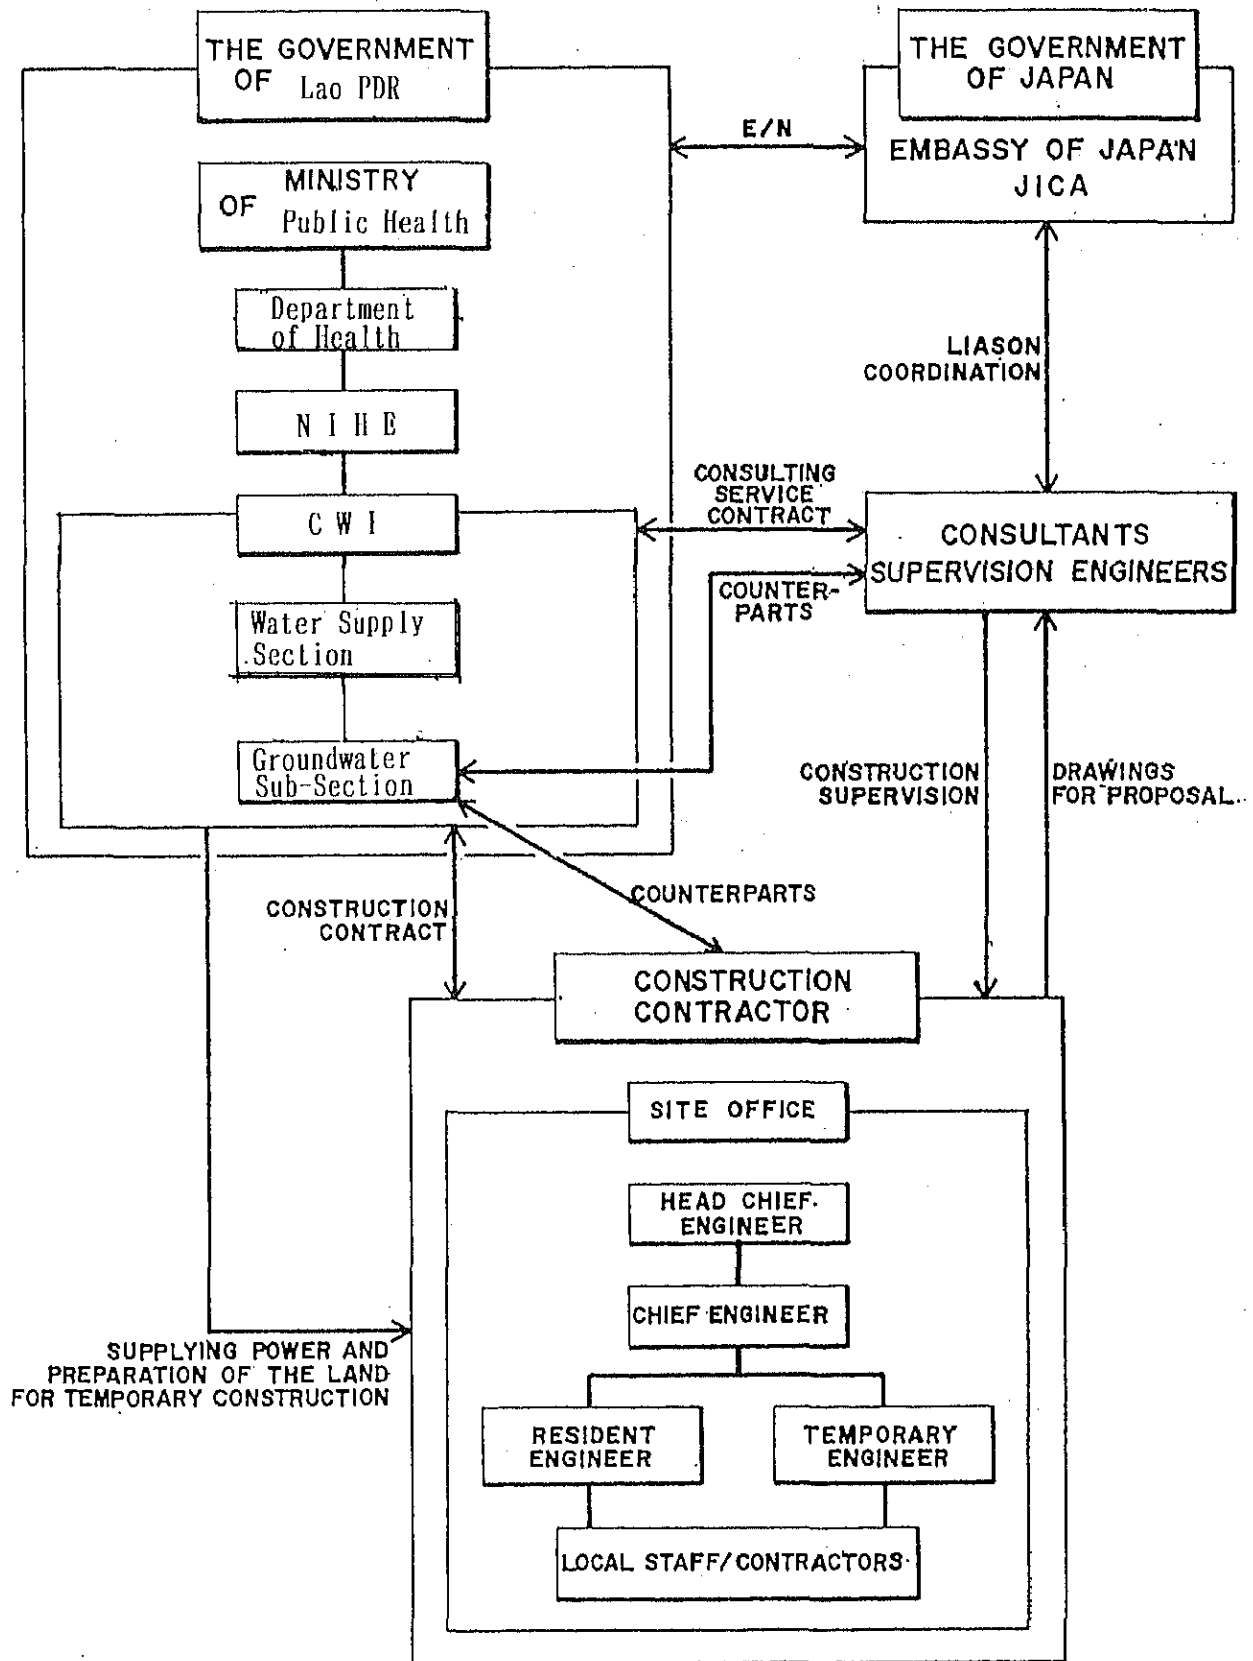 THE GOVERNMENT
OF Lao PDR
THE GOVERNMENT
OF JAPAN
E/N
EMBASSY OF JAPAN
JICA
MINISTRY
OF Public Health
Department
of Health
LIASON
COORDINATION
N I H E
CONSULTING
SERVICE
CONTRACT
C W I
CONSULTANTS
SUPERVISION ENGINEERS
COUNTER-
PARTS
Water Supply
Section
Groundwater
Sub-Section
CONSTRUCTION
SUPERVISION
DRAWINGS
FOR PROPOSAL
COUNTERPARTS
CONSTRUCTION
CONTRACT
CONSTRUCTION
CONTRACTOR
SITE OFFICE
HEAD CHIEF
ENGINEER
CHIEF ENGINEER
SUPPLYING POWER AND
PREPARATION OF THE LAND
FOR TEMPORARY CONSTRUCTION
RESIDENT
ENGINEER
TEMPORARY
ENGINEER
LOCAL STAFF/CONTRACTORS